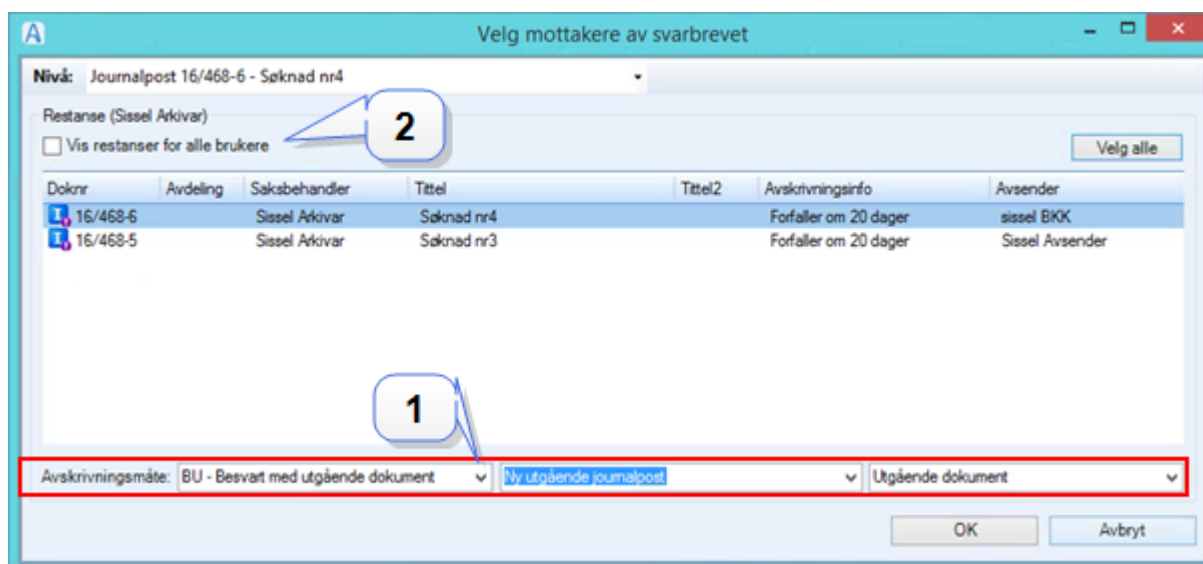 A Velg mottakere av svarbrevet
Nivå: Journalpost 16/468-6 - Søknad nr4
Restanse (Sissel Arkivar)
Vis restanser for alle brukere
2
Velg alle
Doknr Avdeling Saksbehandler Tittel Tittel2 Avskrivningsinfo Avsender
I 16/468-6 Sissel Arkivar Søknad nr4 Forfaller om 20 dager sissel BKK
I 16/468-5 Sissel Arkivar Søknad nr3 Forfaller om 20 dager Sissel Avsender
1
Avskrivningsmåte: BU - Besvart med utgående dokument Ny utgående journalpost Utgående dokument
OK Avbryt